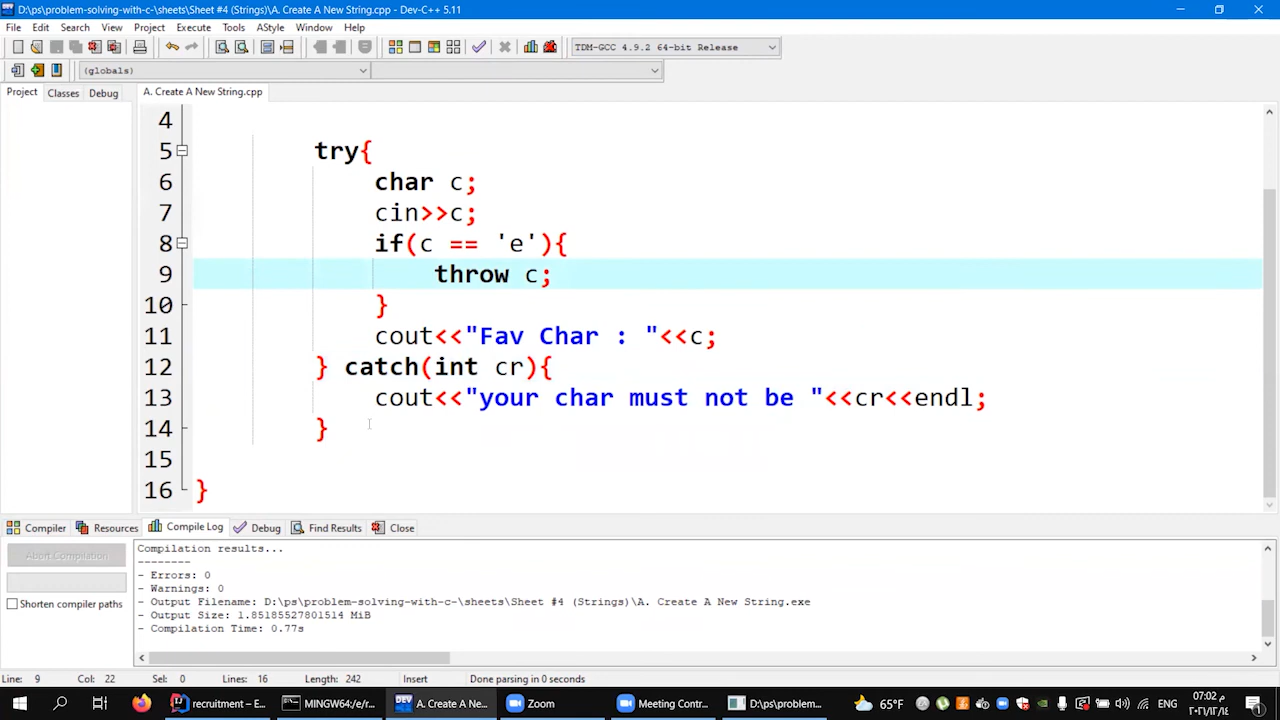 D:\ps\problem-solving-with-c-\sheets\Sheet #4 (Strings)\A. Create A New String.cpp - Dev-C++ 5.11
File Edit Search View Project Execute Tools AStyle Window Help
TDM-GCC 4.9.2 64-bit Release
(globals)
Project Classes Debug A. Create A New String.cpp
4
5 try{
6 char c;
7 cin>>c;
8 if(c == 'e'){
9 throw c;
10 }
11 cout<<"Fav Char : "<<c;
12 } catch(int cr){
13 cout<<"your char must not be "<<cr<<endl;
14 }
15
16 }
Compiler Resources Compile Log Debug Find Results Close
Abort Compilation
Shorten compiler paths
Compilation results...
--------
- Errors: 0
- Warnings: 0
- Output Filename: D:\ps\problem-solving-with-c-\sheets\Sheet #4 (Strings)\A. Create A New String.exe
- Output Size: 1.85185527801514 MiB
- Compilation Time: 0.77s
Line: 9 Col: 22 Sel: 0 Lines: 16 Length: 242 Insert Done parsing in 0 seconds
recruitment – E... MINGW64:/e/r... A. Create A Ne... Zoom Meeting Contr... D:\ps\problem... 65°F ENG ٠٧:٠٢ م